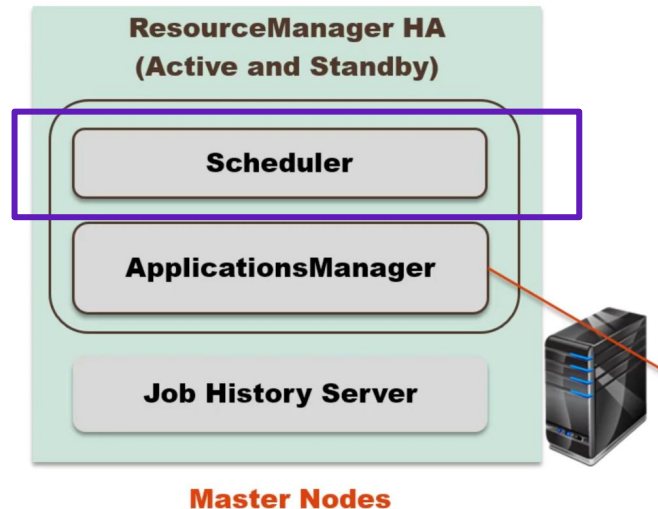 ResourceManager HA
(Active and Standby)
Scheduler
ApplicationsManager
Job History Server
Master Nodes